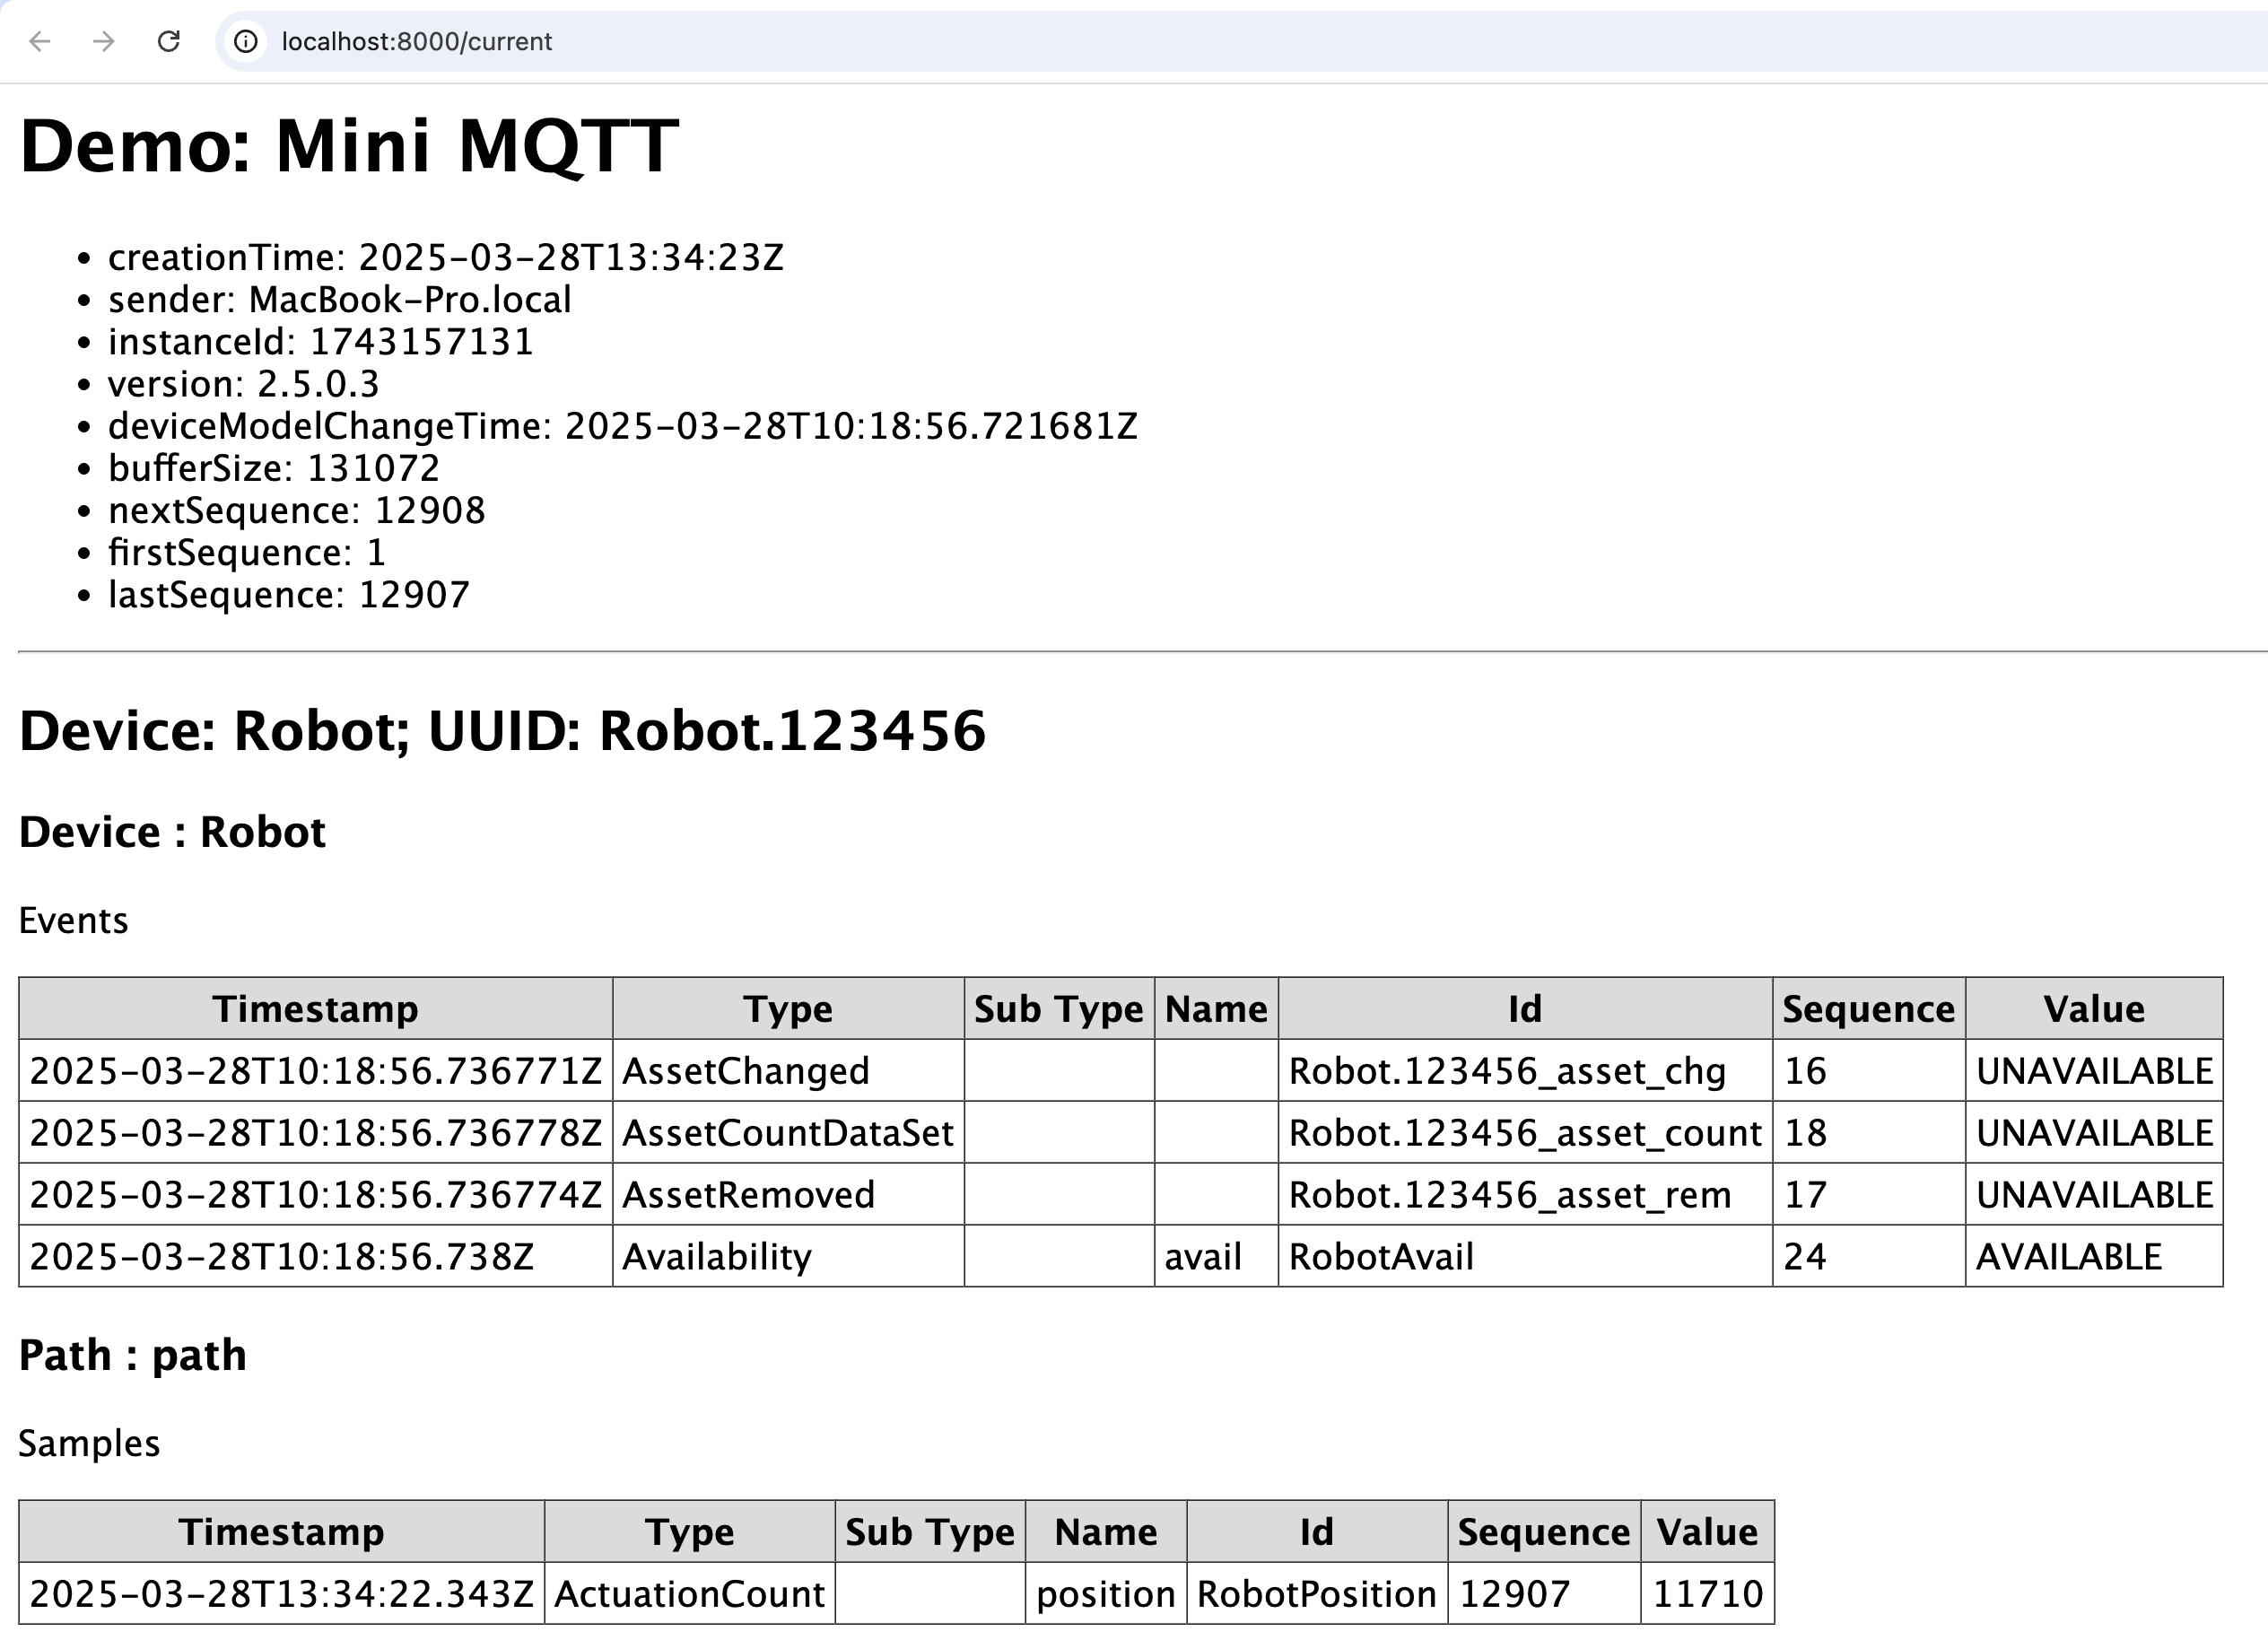 localhost:8000/current
Demo: Mini MQTT
• creationTime: 2025-03-28T13:34:23Z
• sender: MacBook-Pro.local
• instanceId: 1743157131
• version: 2.5.0.3
• deviceModelChangeTime: 2025-03-28T10:18:56.721681Z
• bufferSize: 131072
• nextSequence: 12908
• firstSequence: 1
• lastSequence: 12907
Device: Robot; UUID: Robot.123456
Device : Robot
Events
Timestamp Type Sub Type Name Id Sequence Value
2025-03-28T10:18:56.736771Z AssetChanged Robot.123456_asset_chg 16 UNAVAILABLE
2025-03-28T10:18:56.736778Z AssetCountDataSet Robot.123456_asset_count 18 UNAVAILABLE
2025-03-28T10:18:56.736774Z AssetRemoved Robot.123456_asset_rem 17 UNAVAILABLE
2025-03-28T10:18:56.738Z Availability avail RobotAvail 24 AVAILABLE
Path : path
Samples
Timestamp Type Sub Type Name Id Sequence Value
2025-03-28T13:34:22.343Z ActuationCount position RobotPosition 12907 11710